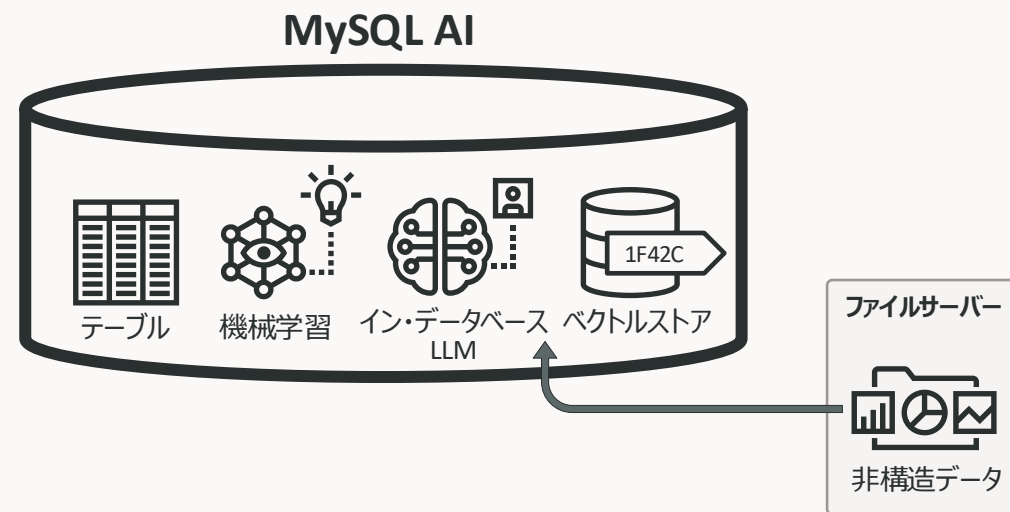 MySQL AI
1F42C
テーブル
機械学習
イン・データベース
LLM
ベクトルストア
ファイルサーバー
非構造データ